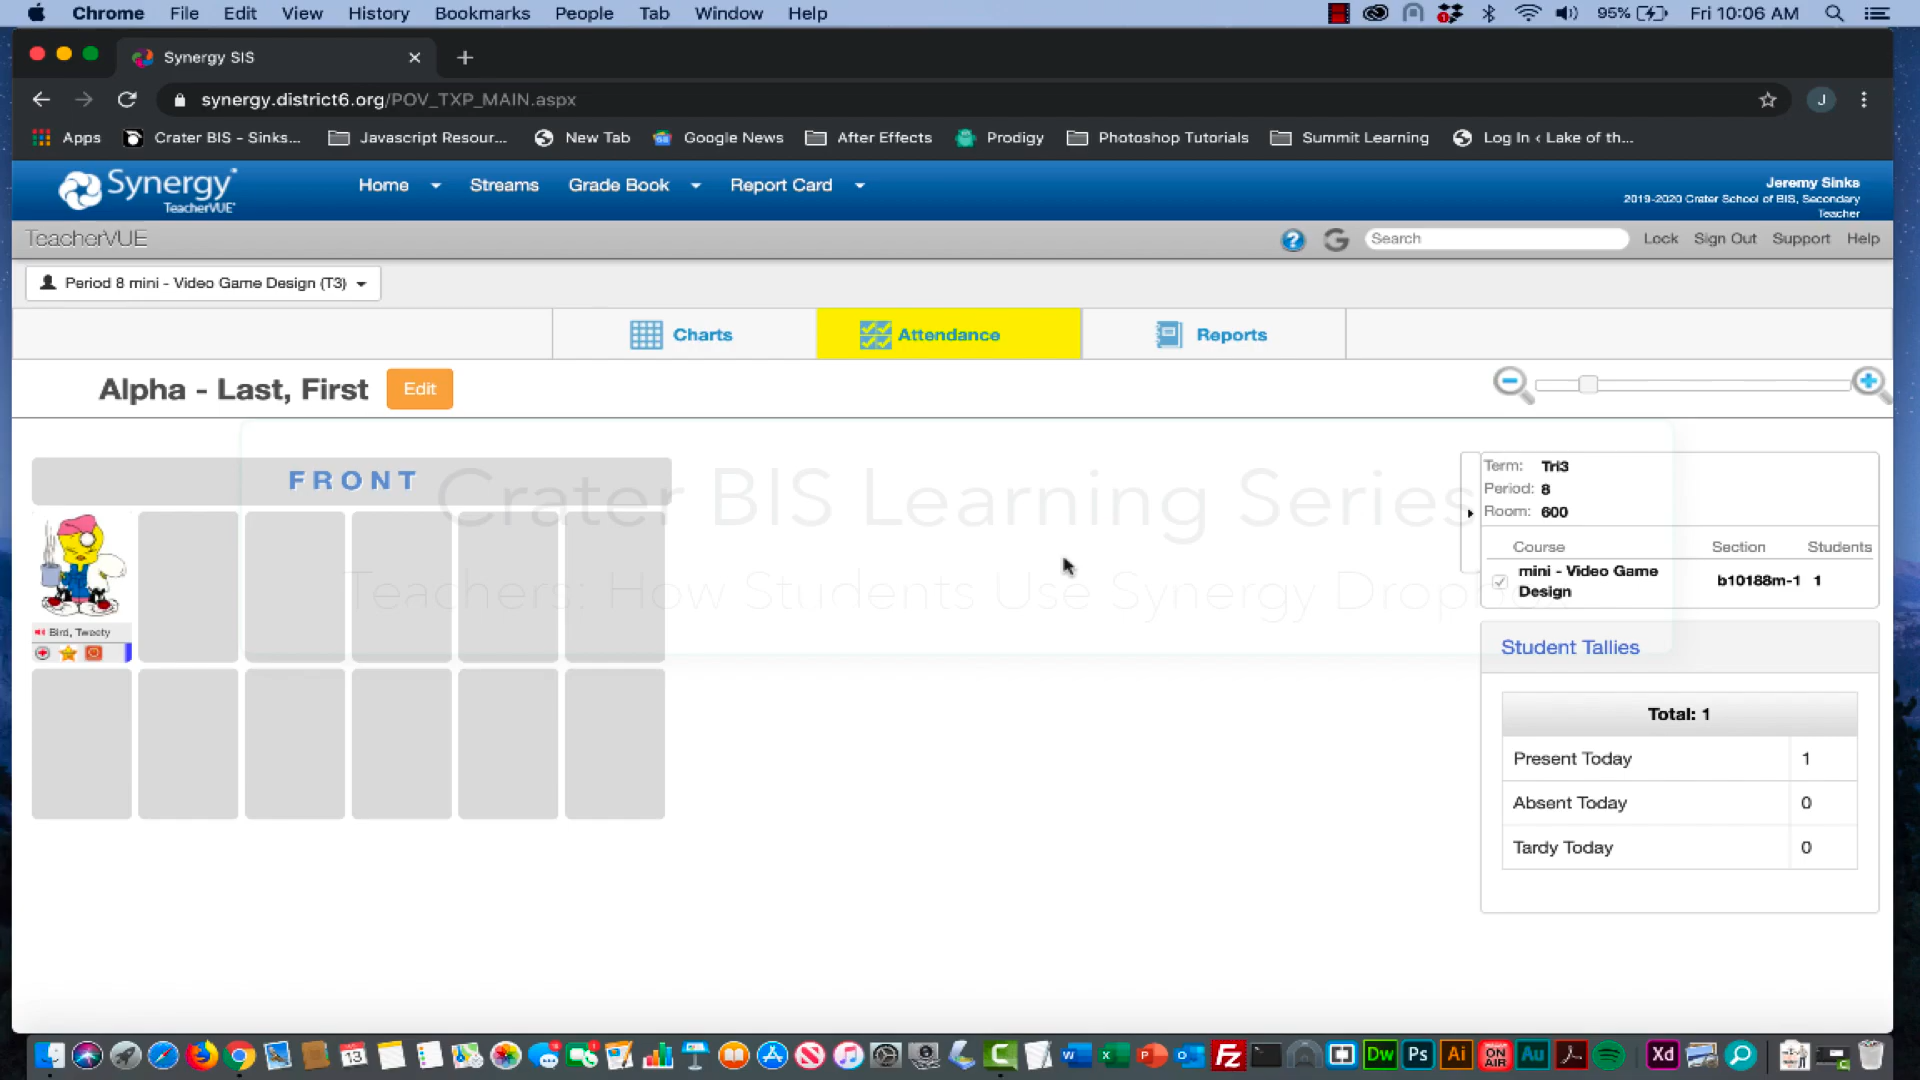 Chrome File Edit View History Bookmarks People Tab Window Help 95% Fri 10:06 AM
Synergy SIS
synergy.district6.org/POV_TXP_MAIN.aspx J
Apps Crater BIS - Sinks... Javascript Resour... New Tab Google News After Effects Prodigy Photoshop Tutorials Summit Learning Log In ‹ Lake of th...
Synergy
TeacherVUE
Home Streams Grade Book Report Card
Jeremy Sinks
2019-2020 Crater School of BIS, Secondary
Teacher
TeacherVUE Search Lock Sign Out Support Help
Period 8 mini - Video Game Design (T3)
Charts Attendance Reports
Alpha - Last, First Edit
FRONT
Crater BIS Learning Series
Teachers: How Students Use Synergy
Bird, Tweety
Term: Tri3
Period: 8
Room: 600
Course Section Students
mini - Video Game
Design
b10188m-1 1
Student Tallies
Total: 1
Present Today 1
Absent Today 0
Tardy Today 0